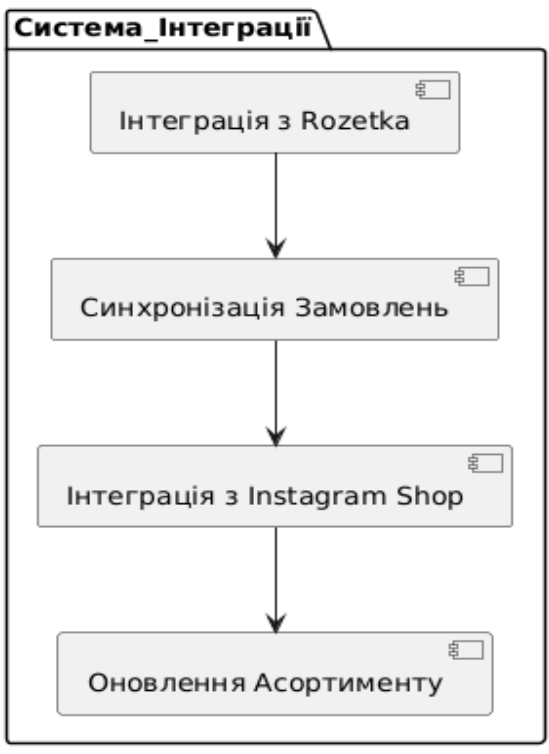 Система_Інтеграції
Інтеграція з Rozetka
Синхронізація Замовлень
Інтеграція з Instagram Shop
Оновлення Асортименту